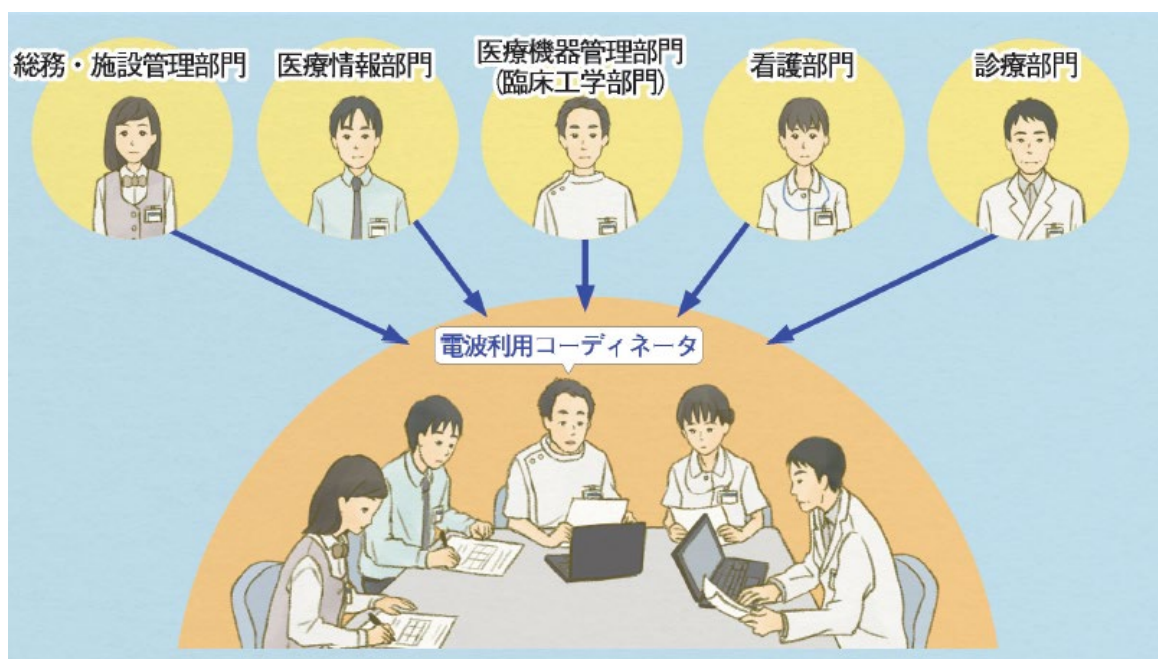 総務・施設管理部門
医療情報部門
医療機器管理部門
(臨床工学部門)
看護部門
診療部門
電波利用コーディネータ